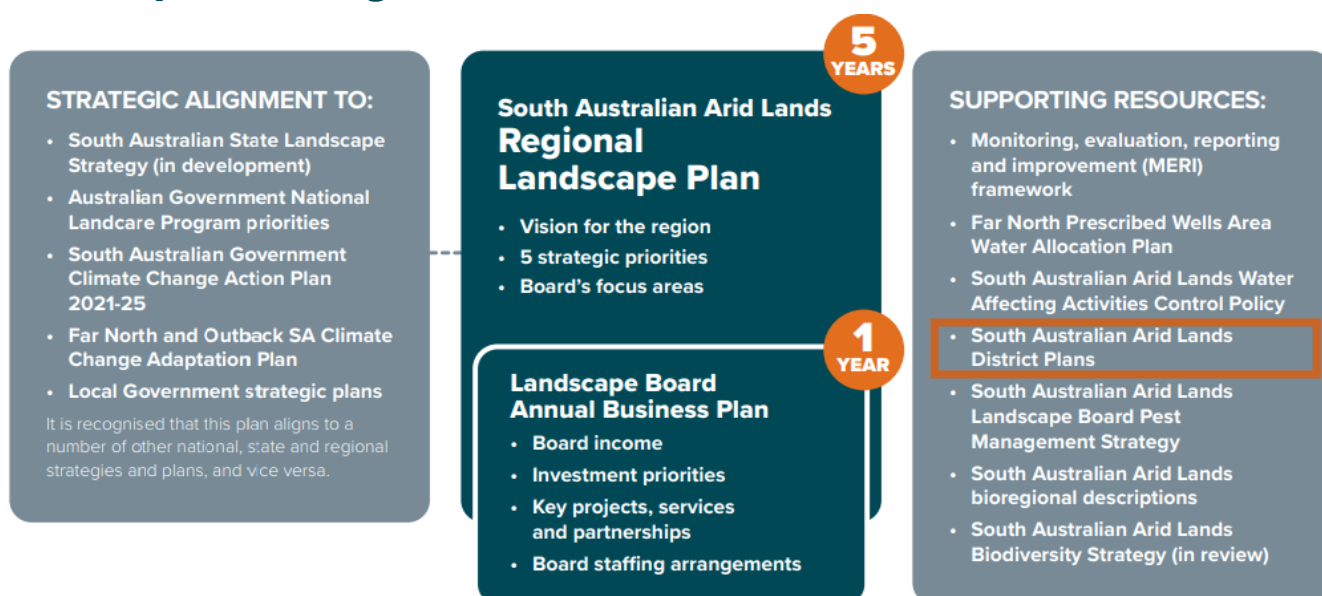 STRATEGIC ALIGNMENT TO:
• South Australian State Landscape
Strategy (in development)
• Australian Government National
Landcare Program priorities
• South Australian Government
Climate Change Action Plan
2021-25
• Far North and Outback SA Climate
Change Adaptation Plan
• Local Government strategic plans
It is recognised that this plan aligns to a
number of other national, state and regional
strategies and plans, and vice versa.
5
YEARS
South Australian Arid Lands
Regional
Landscape Plan
• Vision for the region
• 5 strategic priorities
• Board's focus areas
1
YEAR
Landscape Board
Annual Business Plan
• Board income
• Investment priorities
• Key projects, services
and partnerships
• Board staffing arrangements
SUPPORTING RESOURCES:
• Monitoring, evaluation, reporting
and improvement (MERI)
framework
• Far North Prescribed Wells Area
Water Allocation Plan
• South Australian Arid Lands Water
Affecting Activities Control Policy
• South Australian Arid Lands
District Plans
• South Australian Arid Lands
Landscape Board Pest
Management Strategy
• South Australian Arid Lands
bioregional descriptions
• South Australian Arid Lands
Biodiversity Strategy (in review)